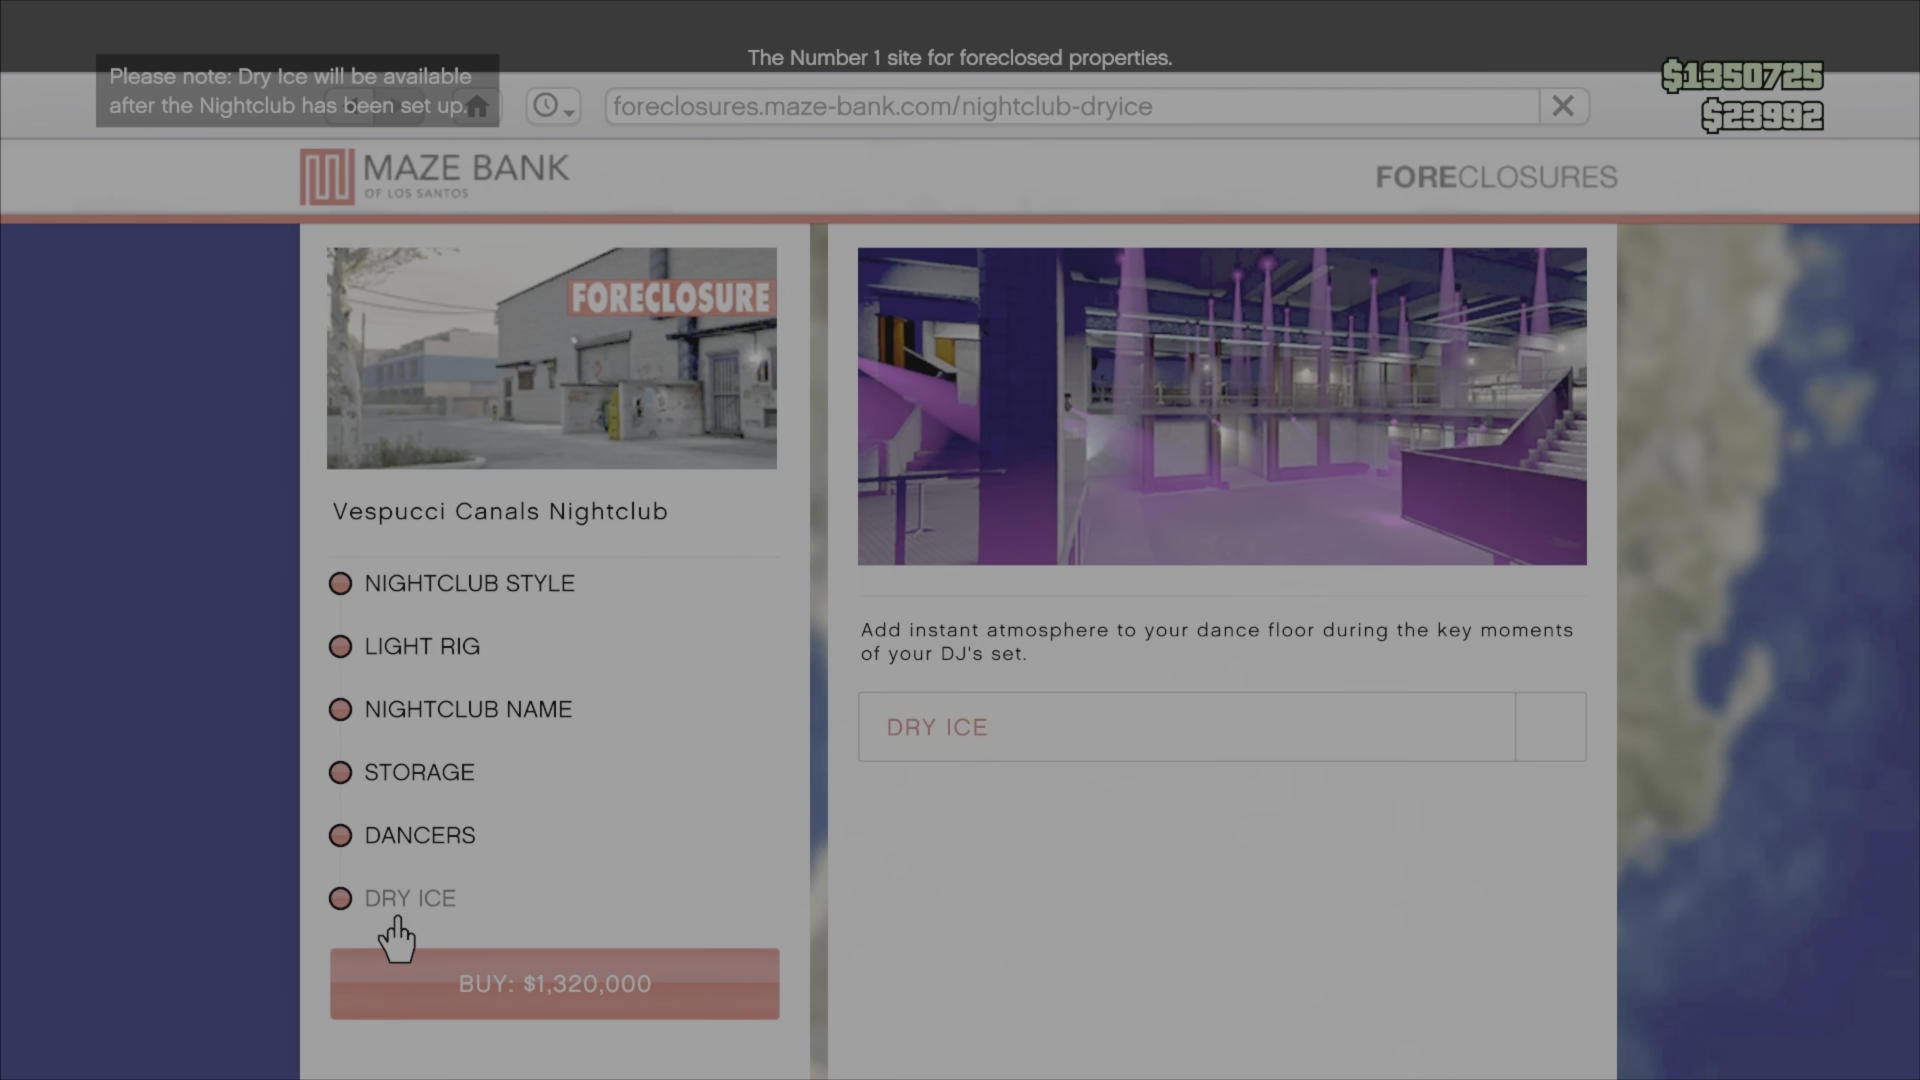 The Number 1 site for foreclosed properties.
Please note: Dry Ice will be available
after the Nightclub has been set up.
$1350725
$23992
foreclosures.maze-bank.com/nightclub-dryice
MAZE BANK
OF LOS SANTOS
FORECLOSURES
FORECLOSURE
Vespucci Canals Nightclub
NIGHTCLUB STYLE
LIGHT RIG
NIGHTCLUB NAME
STORAGE
DANCERS
DRY ICE
BUY: $1,320,000
Add instant atmosphere to your dance floor during the key moments
of your DJ's set.
DRY ICE